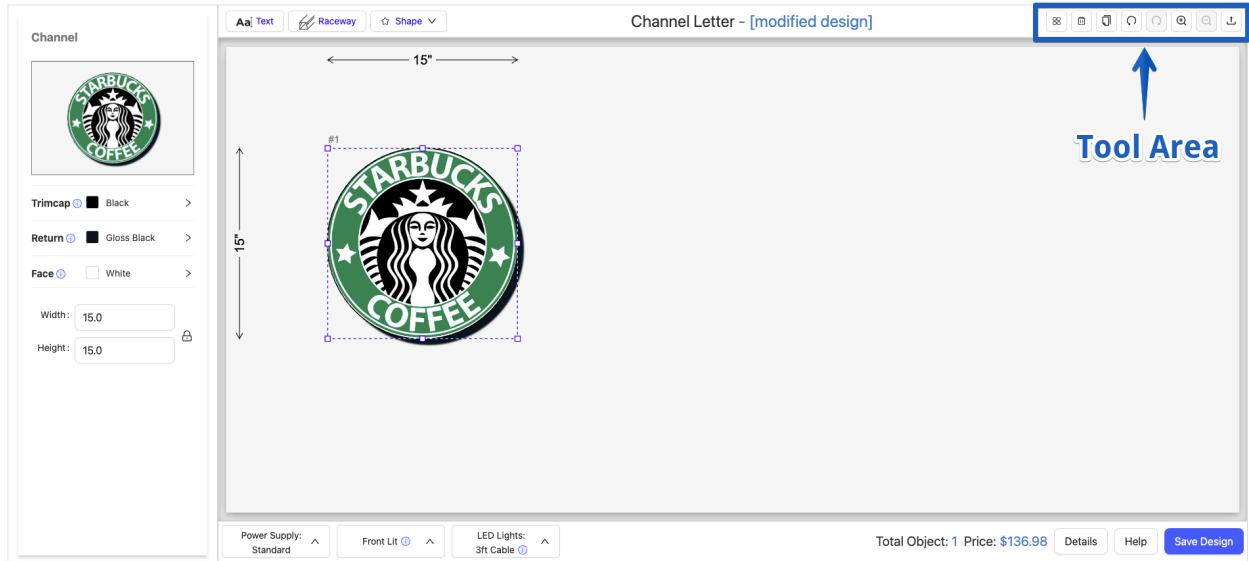 Channel
STARBUCKS
COFFEE
Trimcap Black
Return Gloss Black
Face White
Width: 15.0
Height: 15.0
Aa Text
Raceway
Shape
Channel Letter - [modified design]
Tool Area
15"
#1
15"
STARBUCKS
COFFEE
Power Supply:
Standard
Front Lit
LED Lights:
3ft Cable
Total Object: 1 Price: $136.98
Details
Help
Save Design